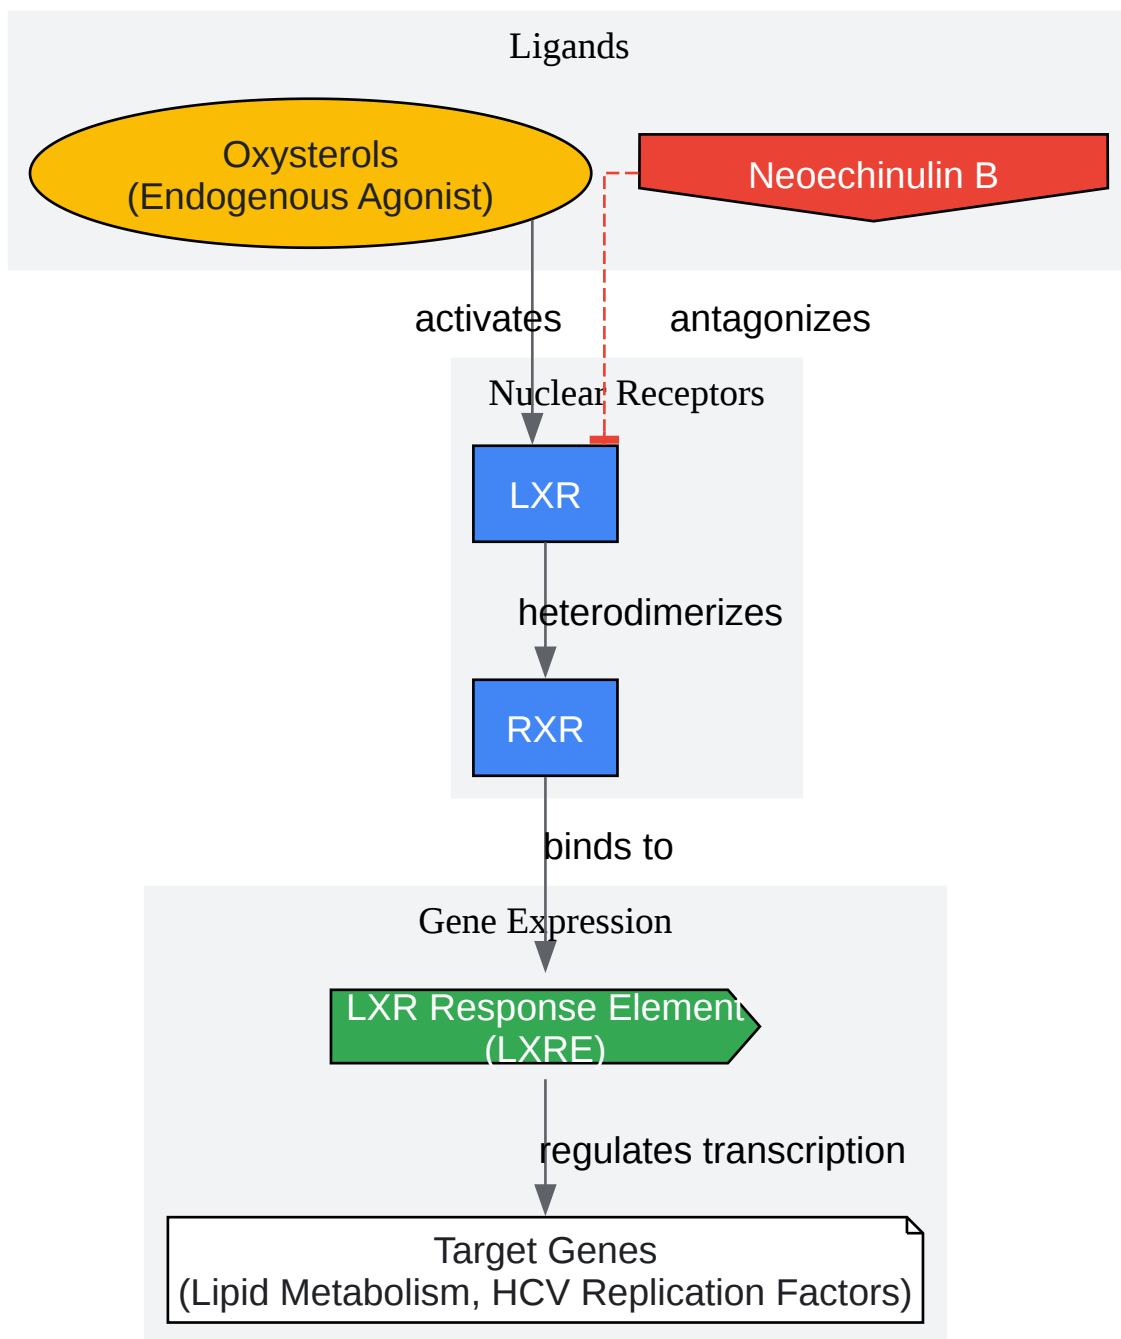 Ligands
Oxysterols
(Endogenous Agonist)
Neoechinulin B
activates
antagonizes
Nuclear Receptors
LXR
heterodimerizes
RXR
binds to
Gene Expression
LXR Response Element
(LXRE)
regulates transcription
Target Genes
(Lipid Metabolism, HCV Replication Factors)